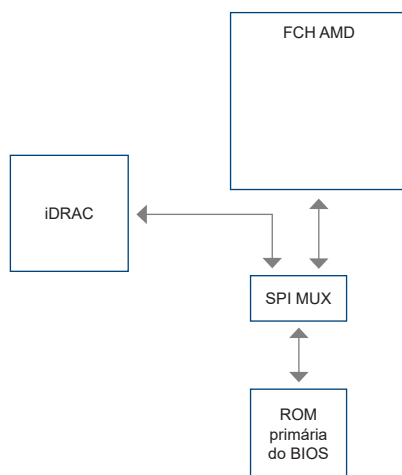 FCH AMD
iDRAC
SPI MUX
ROM
primária
do BIOS